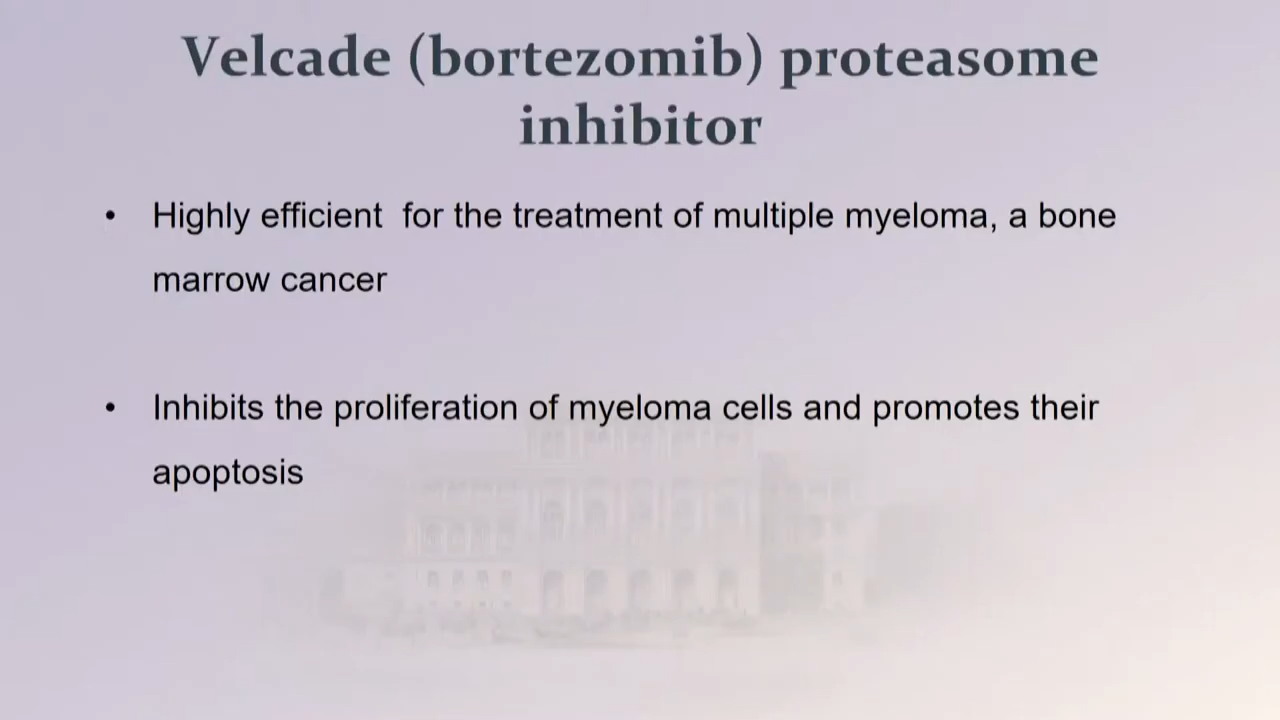 Velcade (bortezomib) proteasome
inhibitor
• Highly efficient  for the treatment of multiple myeloma, a bone
marrow cancer
• Inhibits the proliferation of myeloma cells and promotes their
apoptosis